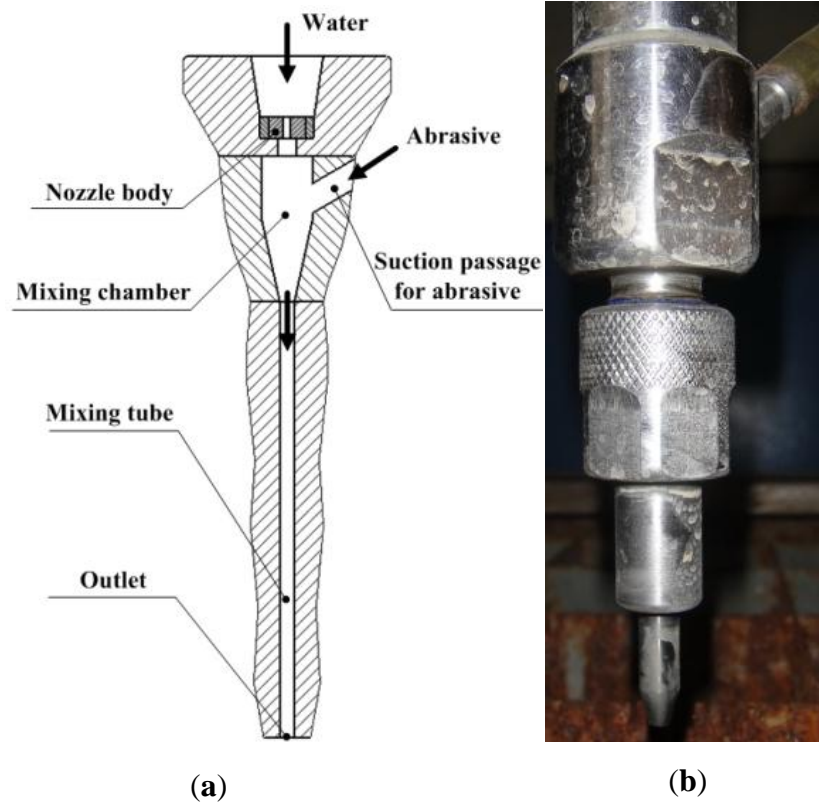 Water
Abrasive
Nozzle body
Suction passage
for abrasive
Mixing chamber
Mixing tube
Outlet
(a)
(b)